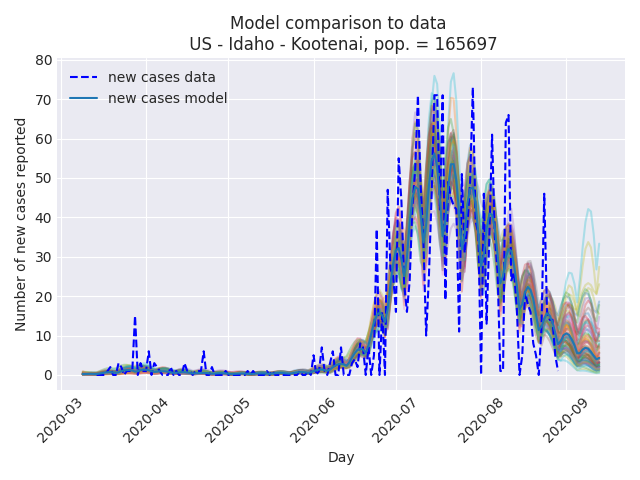 Model comparison to data
US - Idaho - Kootenai, pop. = 165697
80
70
60
50
40
30
20
10
0
Number of new cases reported
new cases data
new cases model
2020-03
2020-04
2020-05
2020-06
2020-07
2020-08
2020-09
Day